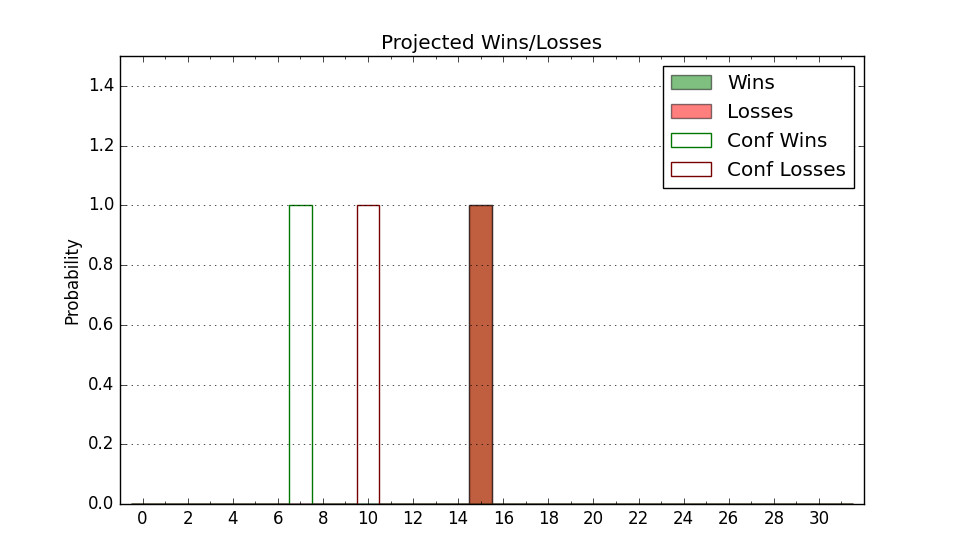 Projected Wins/Losses
Wins
Losses
Conf Wins
Conf Losses
Probability
1.4
1.2
1.0
0.8
0.6
0.4
0.2
0.0
0 2 4 6 8 10 12 14 16 18 20 22 24 26 28 30